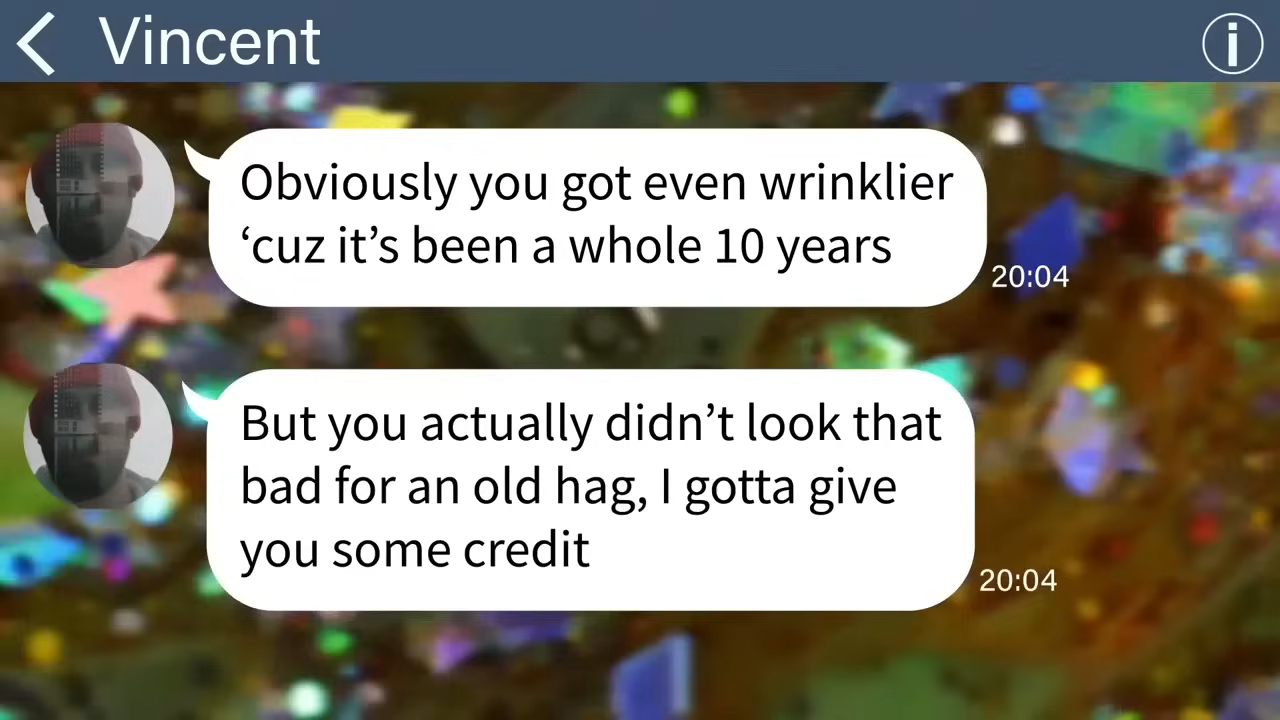 Vincent
Obviously you got even wrinklier
‘cuz it’s been a whole 10 years
20:04
But you actually didn’t look that
bad for an old hag, I gotta give
you some credit
20:04